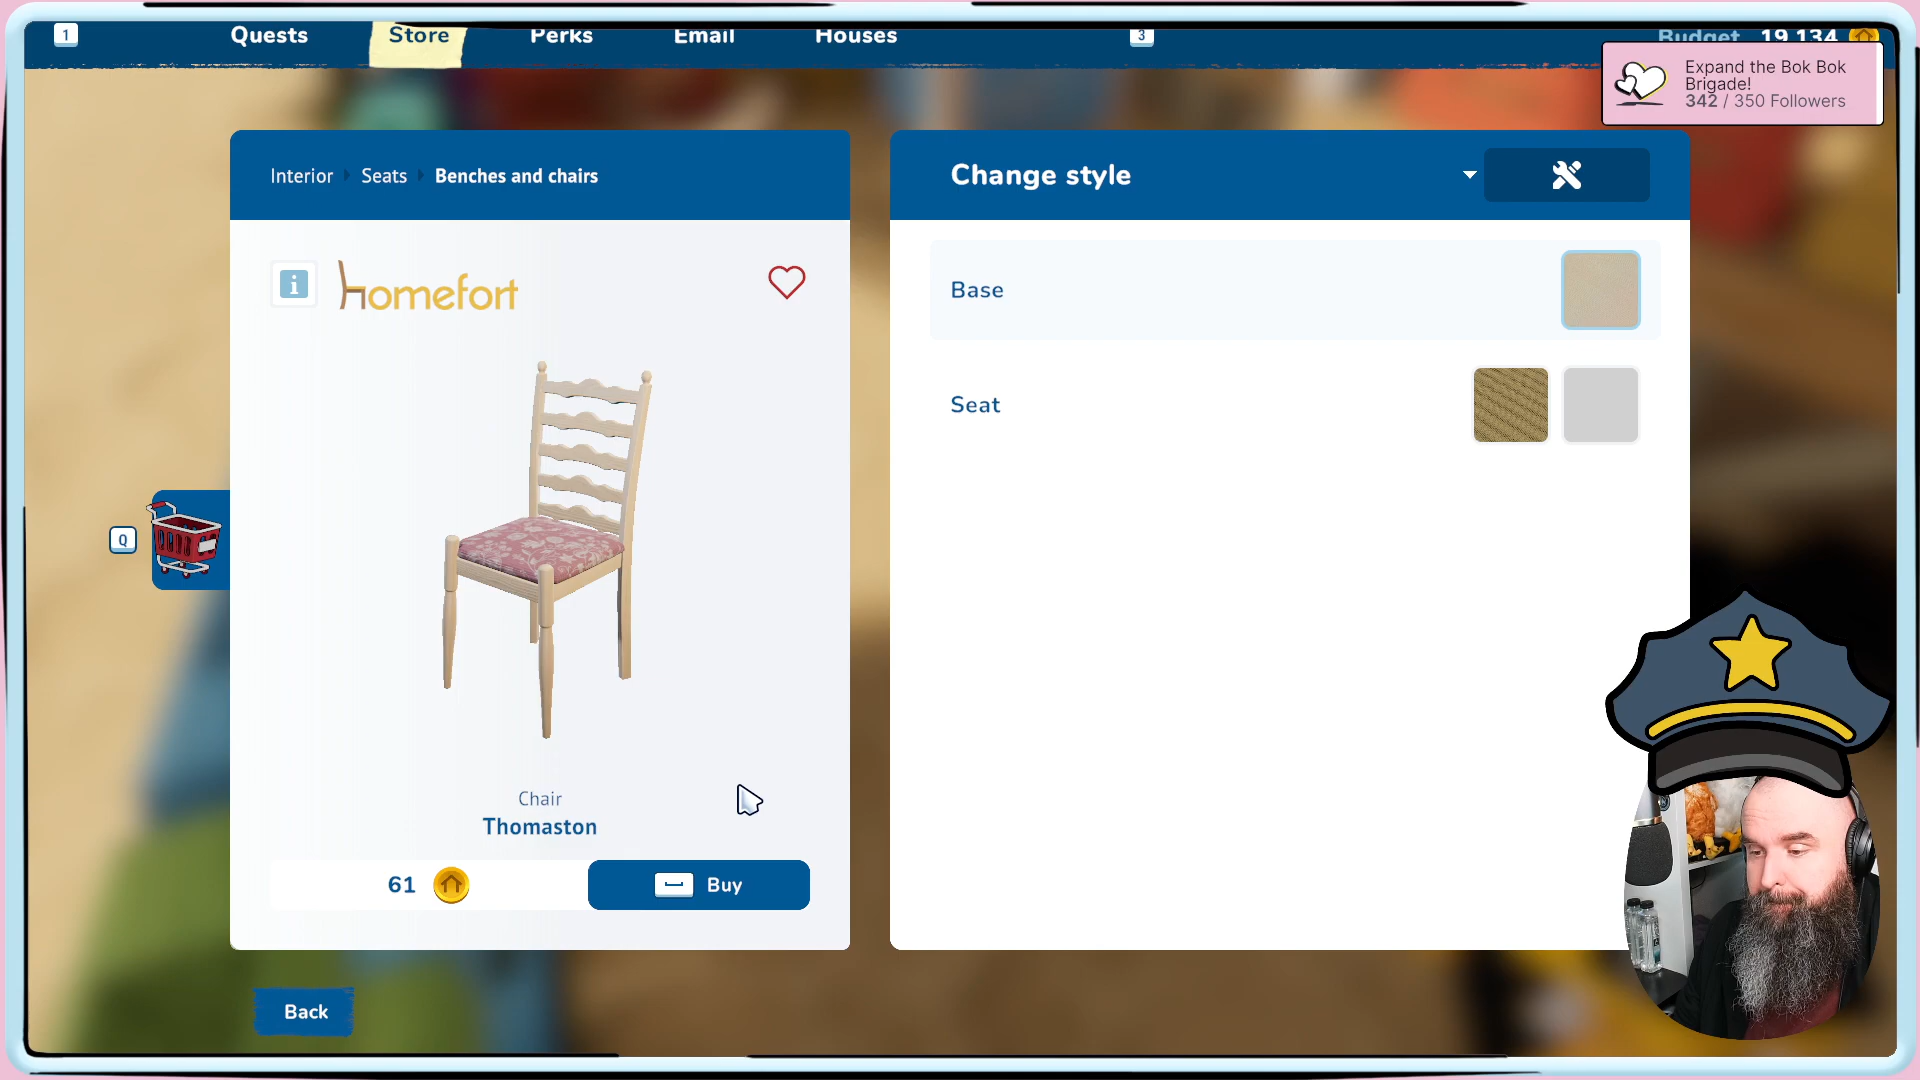 1
Quests
Store
Perks
Email
Houses
3
Budget 19 134
Expand the Bok Bok
Brigade!
342 / 350 Followers
Interior
Seats
Benches and chairs
Change style
i
homefort
Base
Seat
Q
Chair
Thomaston
61
Buy
Back